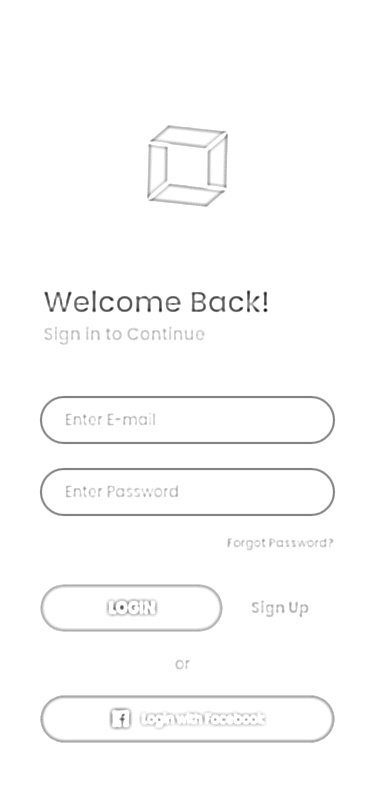 Welcome Back!
Sign in to Continue
Enter E-mail
Enter Password
Forgot Password?
LOGIN
Sign Up
or
Login with Facebook